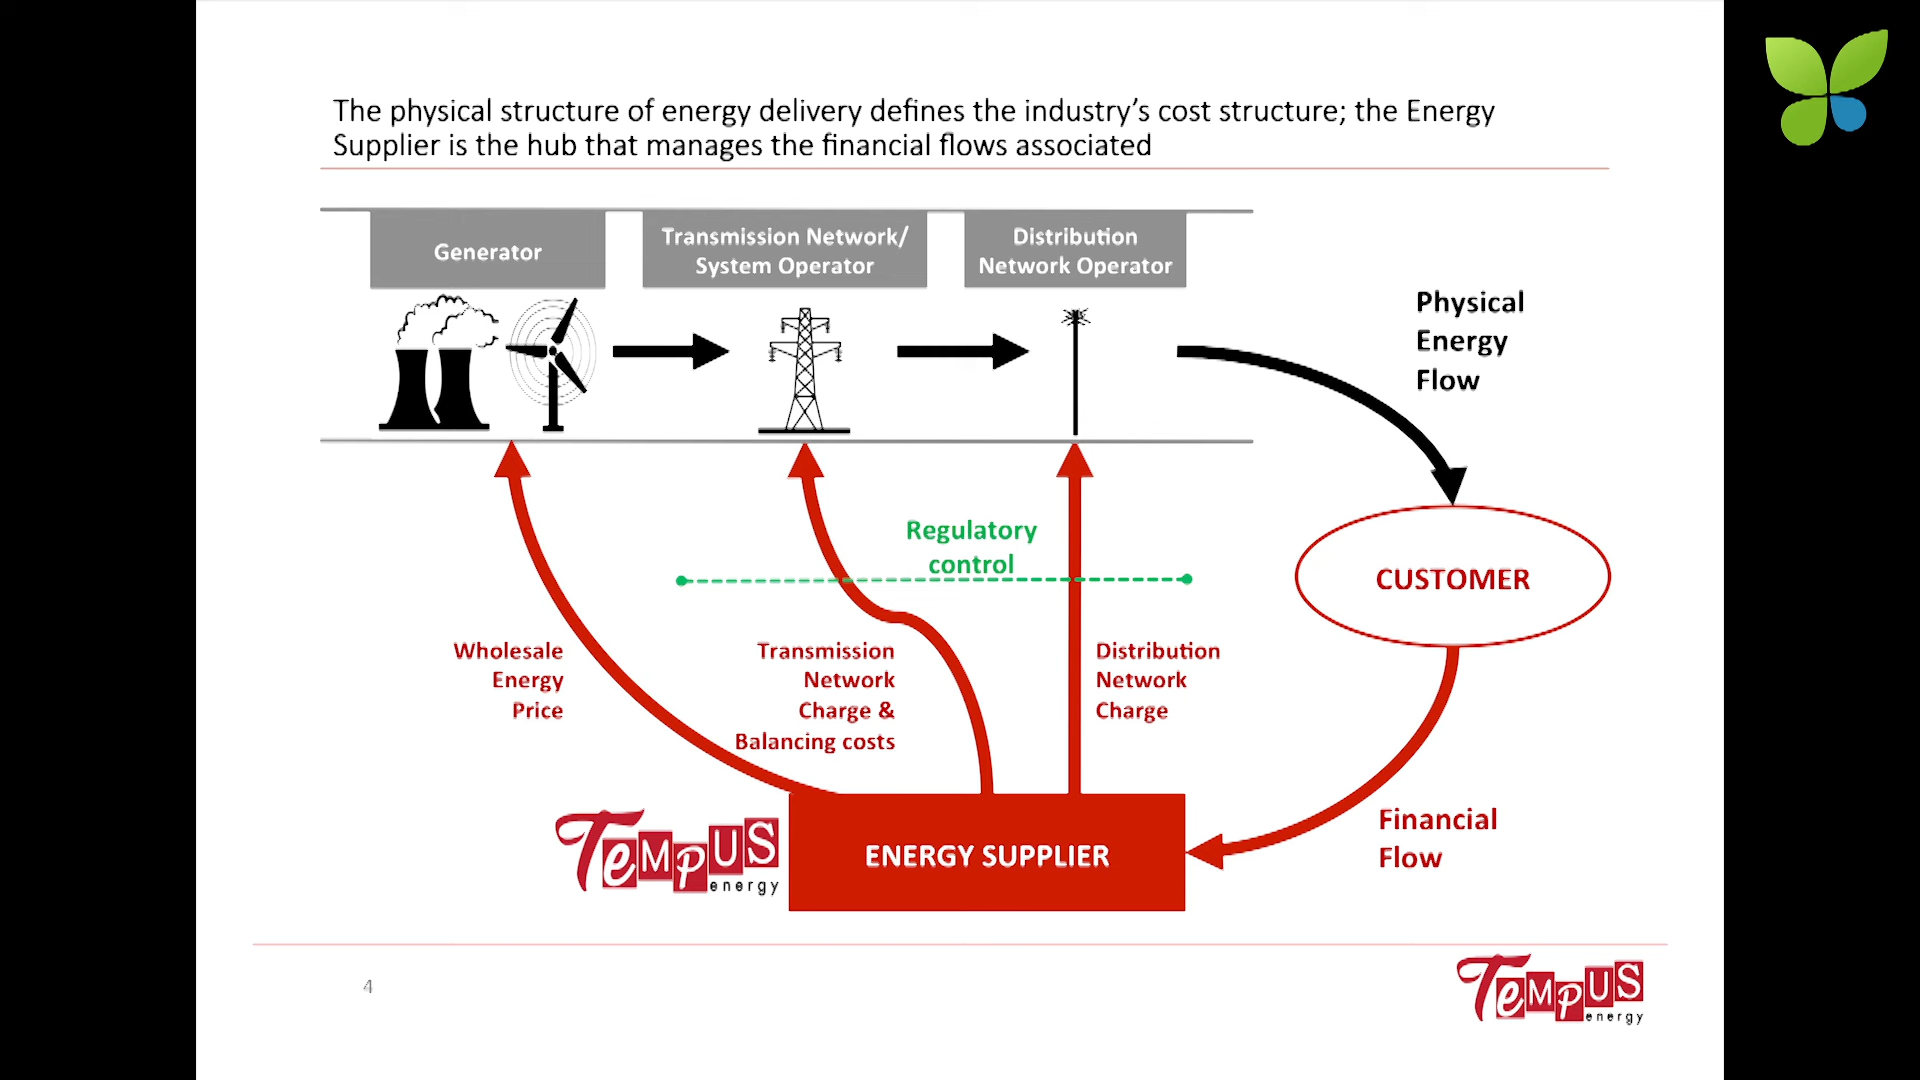 The physical structure of energy delivery defines the industry’s cost structure; the Energy
Supplier is the hub that manages the financial flows associated
Generator
Transmission Network/
System Operator
Distribution
Network Operator
Physical
Energy
Flow
Regulatory
control
CUSTOMER
Wholesale
Energy
Price
Transmission
Network
Charge &
Balancing costs
Distribution
Network
Charge
Financial
Flow
Tempus
energy
ENERGY SUPPLIER
4
Tempus
energy